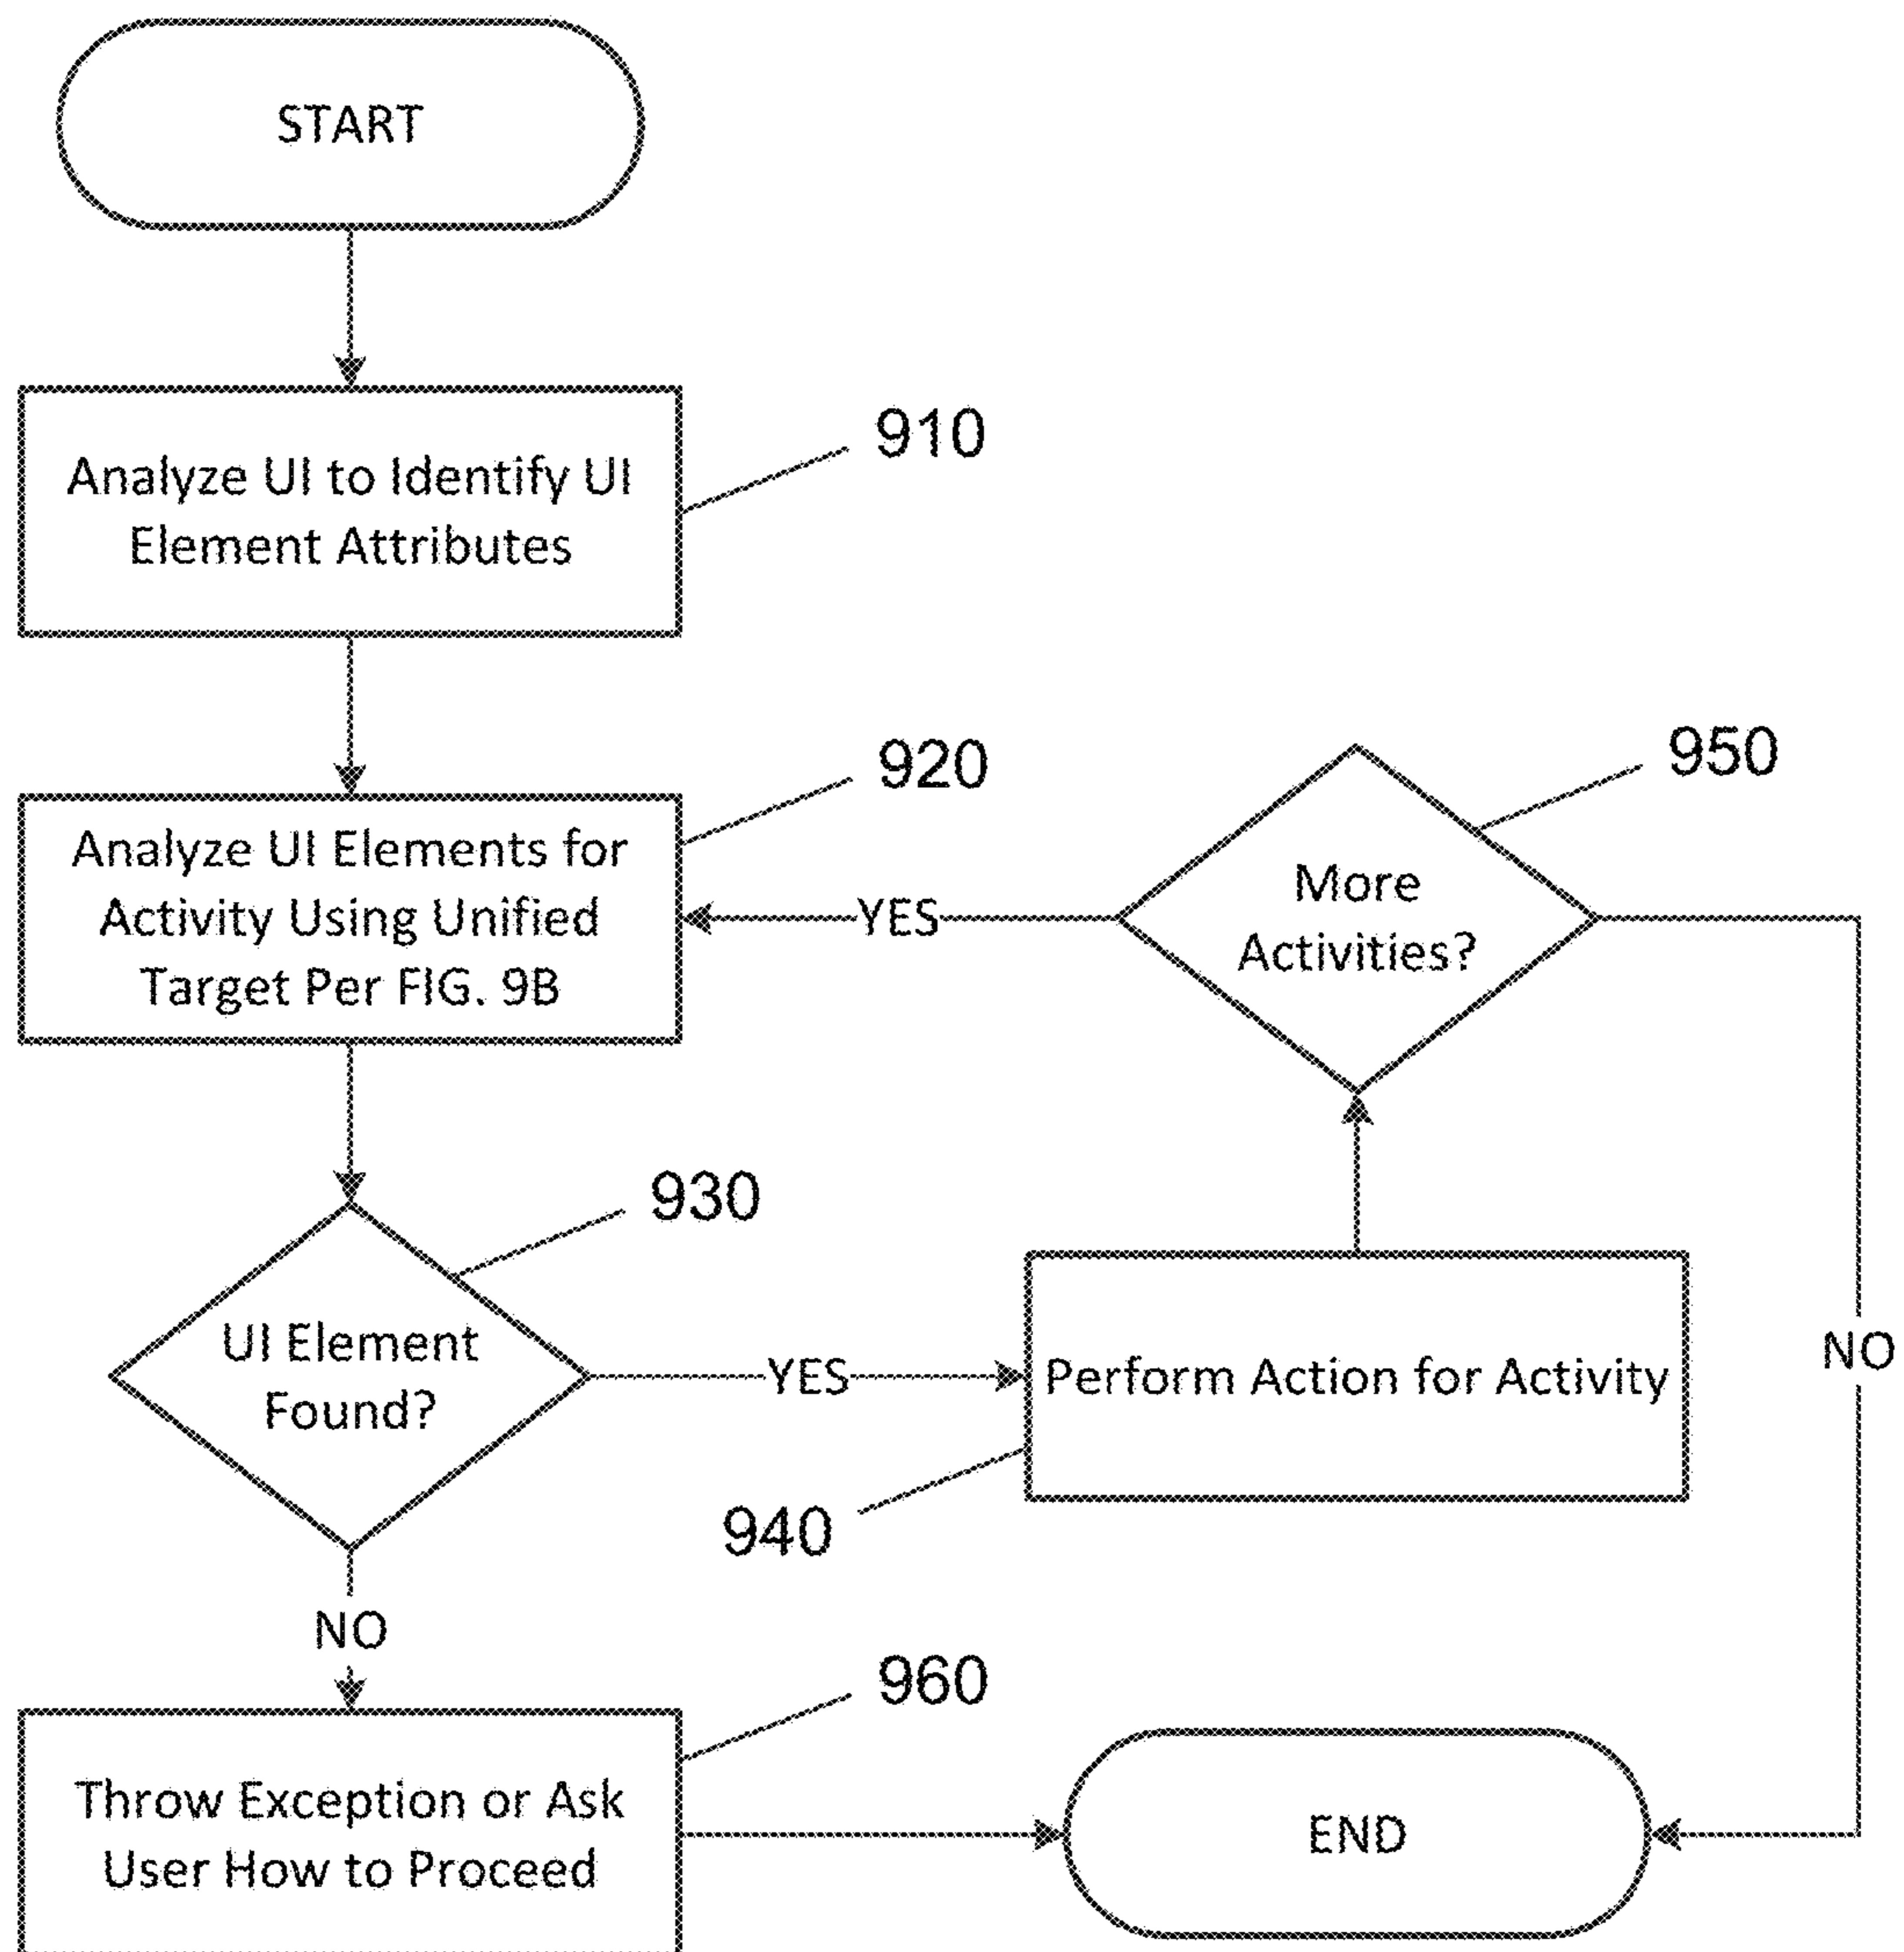 START
910
Analyze UI to Identify UI
Element Attributes
920
Analyze UI Elements for
Activity Using Unified
Target Per FIG. 9B
950
More
Activities?
YES
930
UI Element
Found?
YES
Perform Action for Activity
940
NO
NO
960
Throw Exception or Ask
User How to Proceed
END